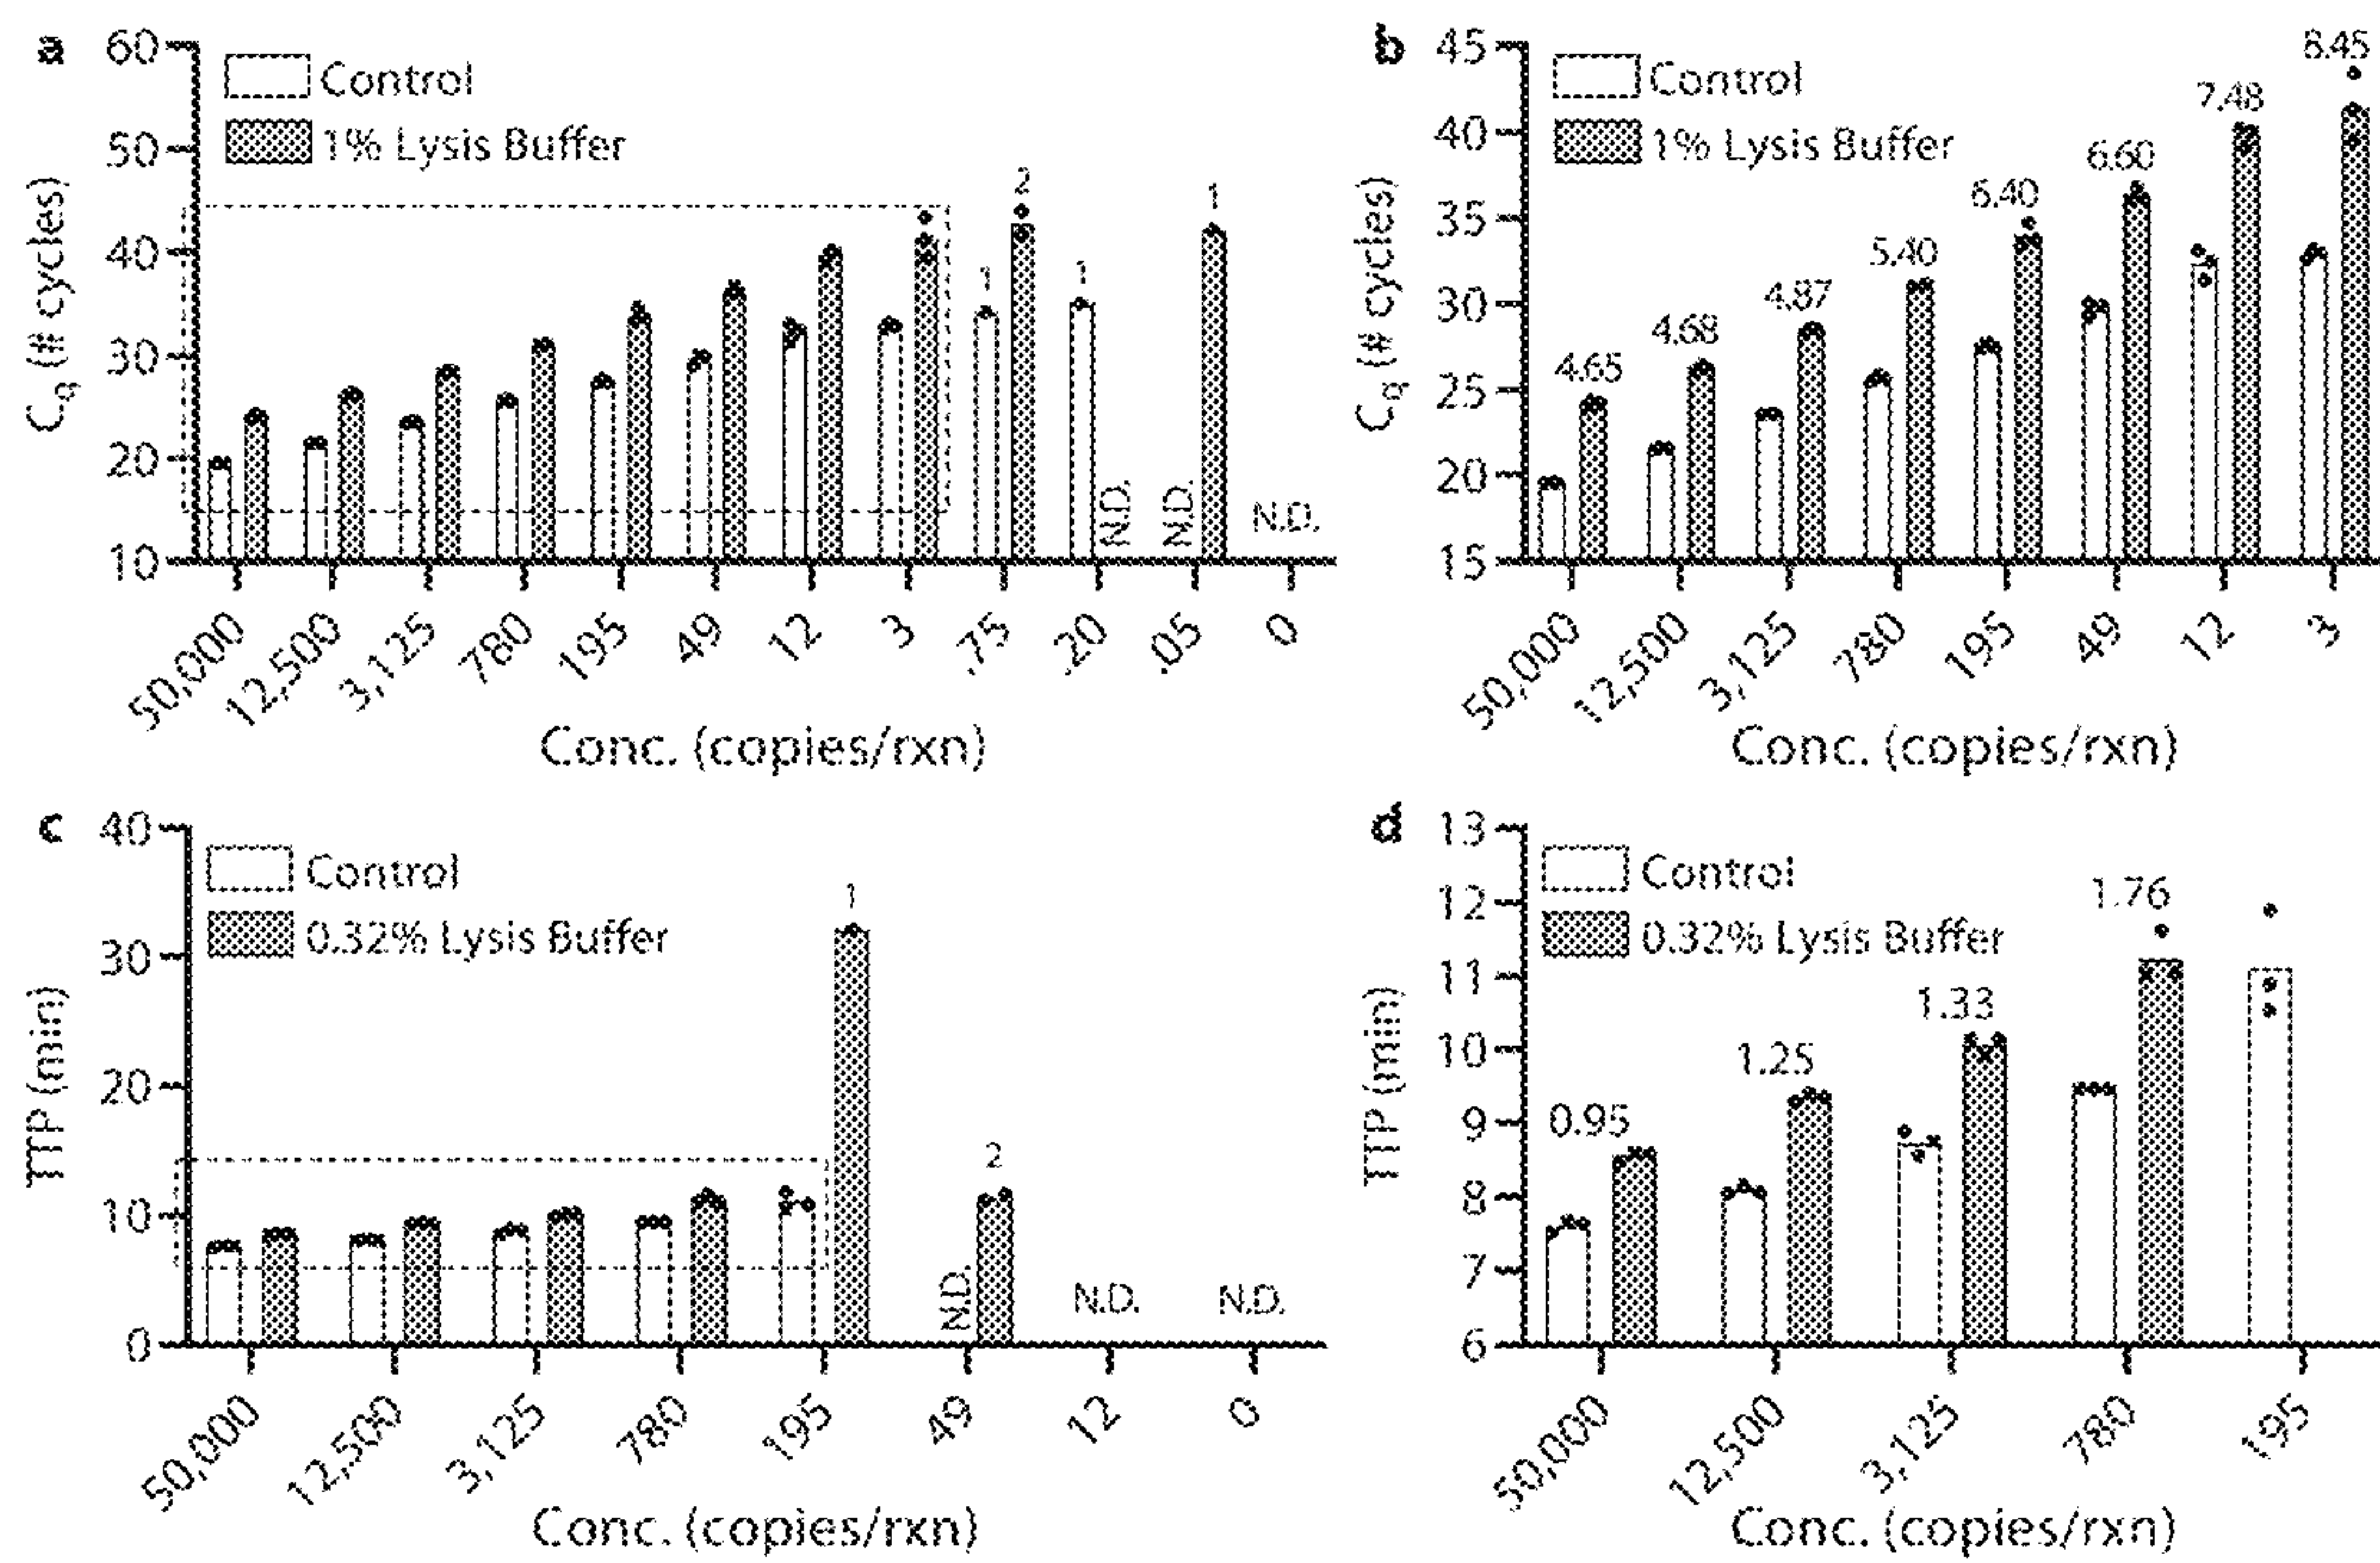 a
60
50
40
30
20
10
Cq (# cycles)
Control
1% Lysis Buffer
1
2
1
N.D.
N.D.
1
N.D.
50,000
12,500
3,125
780
195
49
12
3
.75
.20
.05
0
Conc. (copies/rxn)
b
45
40
35
30
25
20
15
Cq (# cycles)
Control
1% Lysis Buffer
4.65
4.68
4.87
5.40
6.40
6.60
7.48
8.45
50,000
12,500
3,125
780
195
49
12
3
Conc. (copies/rxn)
c
40
30
20
10
0
TTP (min)
Control
0.32% Lysis Buffer
1
N.D.
2
N.D.
N.D.
50,000
12,500
3,125
780
195
49
12
0
Conc. (copies/rxn)
d
13
12
11
10
9
8
7
6
TTP (min)
Control
0.32% Lysis Buffer
0.95
1.25
1.33
1.76
50,000
12,500
3,125
780
195
Conc. (copies/rxn)